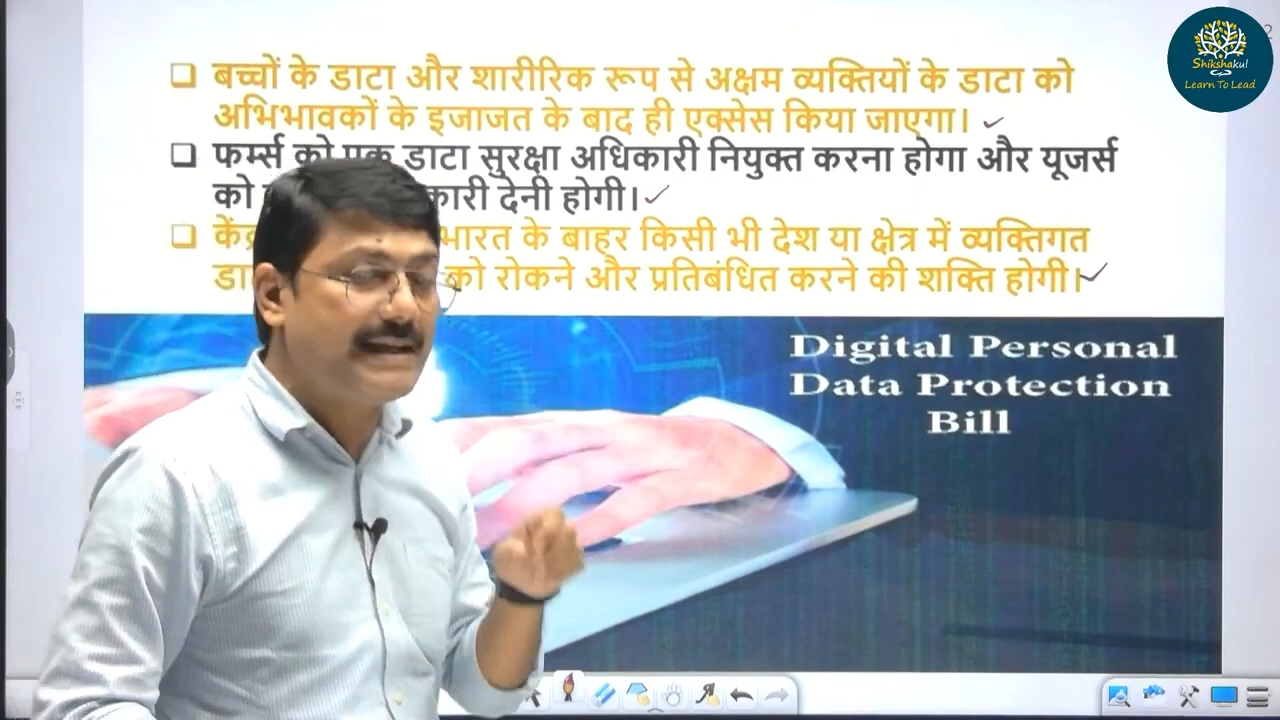 बच्चों के डाटा और शारीरिक रूप से अक्षम व्यक्तियों के डाटा को
अभिभावकों के इजाजत के बाद ही एक्सेस किया जाएगा।
फर्म्स को एक डाटा सुरक्षा अधिकारी नियुक्त करना होगा और यूजर्स
को देनी होगी।
भारत के बाहर किसी भी देश या क्षेत्र में व्यक्तिगत
को रोकने और प्रतिबंधित करने की शक्ति होगी।
Digital Personal
Data Protection
Bill
Shikshakul
Learn To Lead